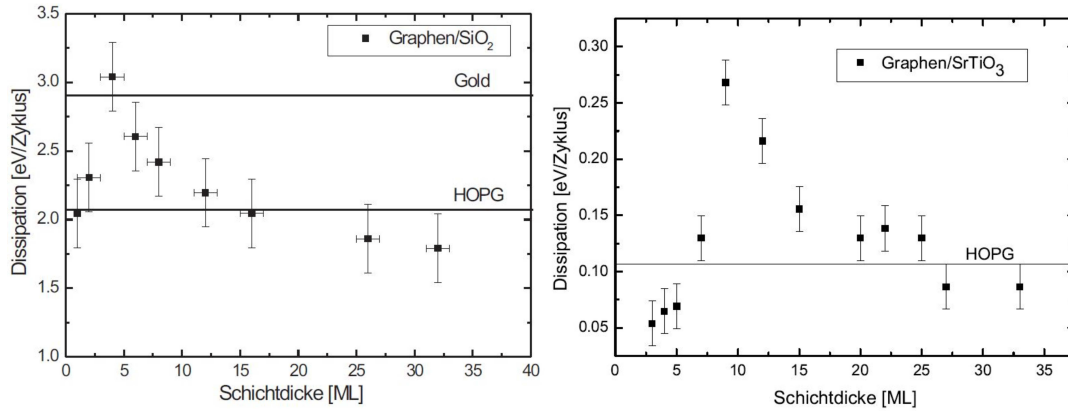 3.5
3.0
2.5
2.0
1.5
1.0
Dissipation [eV/Zyklus]
Graphen/SiO₂
Gold
HOPG
0 5 10 15 20 25 30 35 40
Schichtdicke [ML]
0.30
0.25
0.20
0.15
0.10
0.05
Dissipation [eV/Zyklus]
Graphen/SrTiO₃
HOPG
0 5 10 15 20 25 30 35
Schichtdicke [ML]